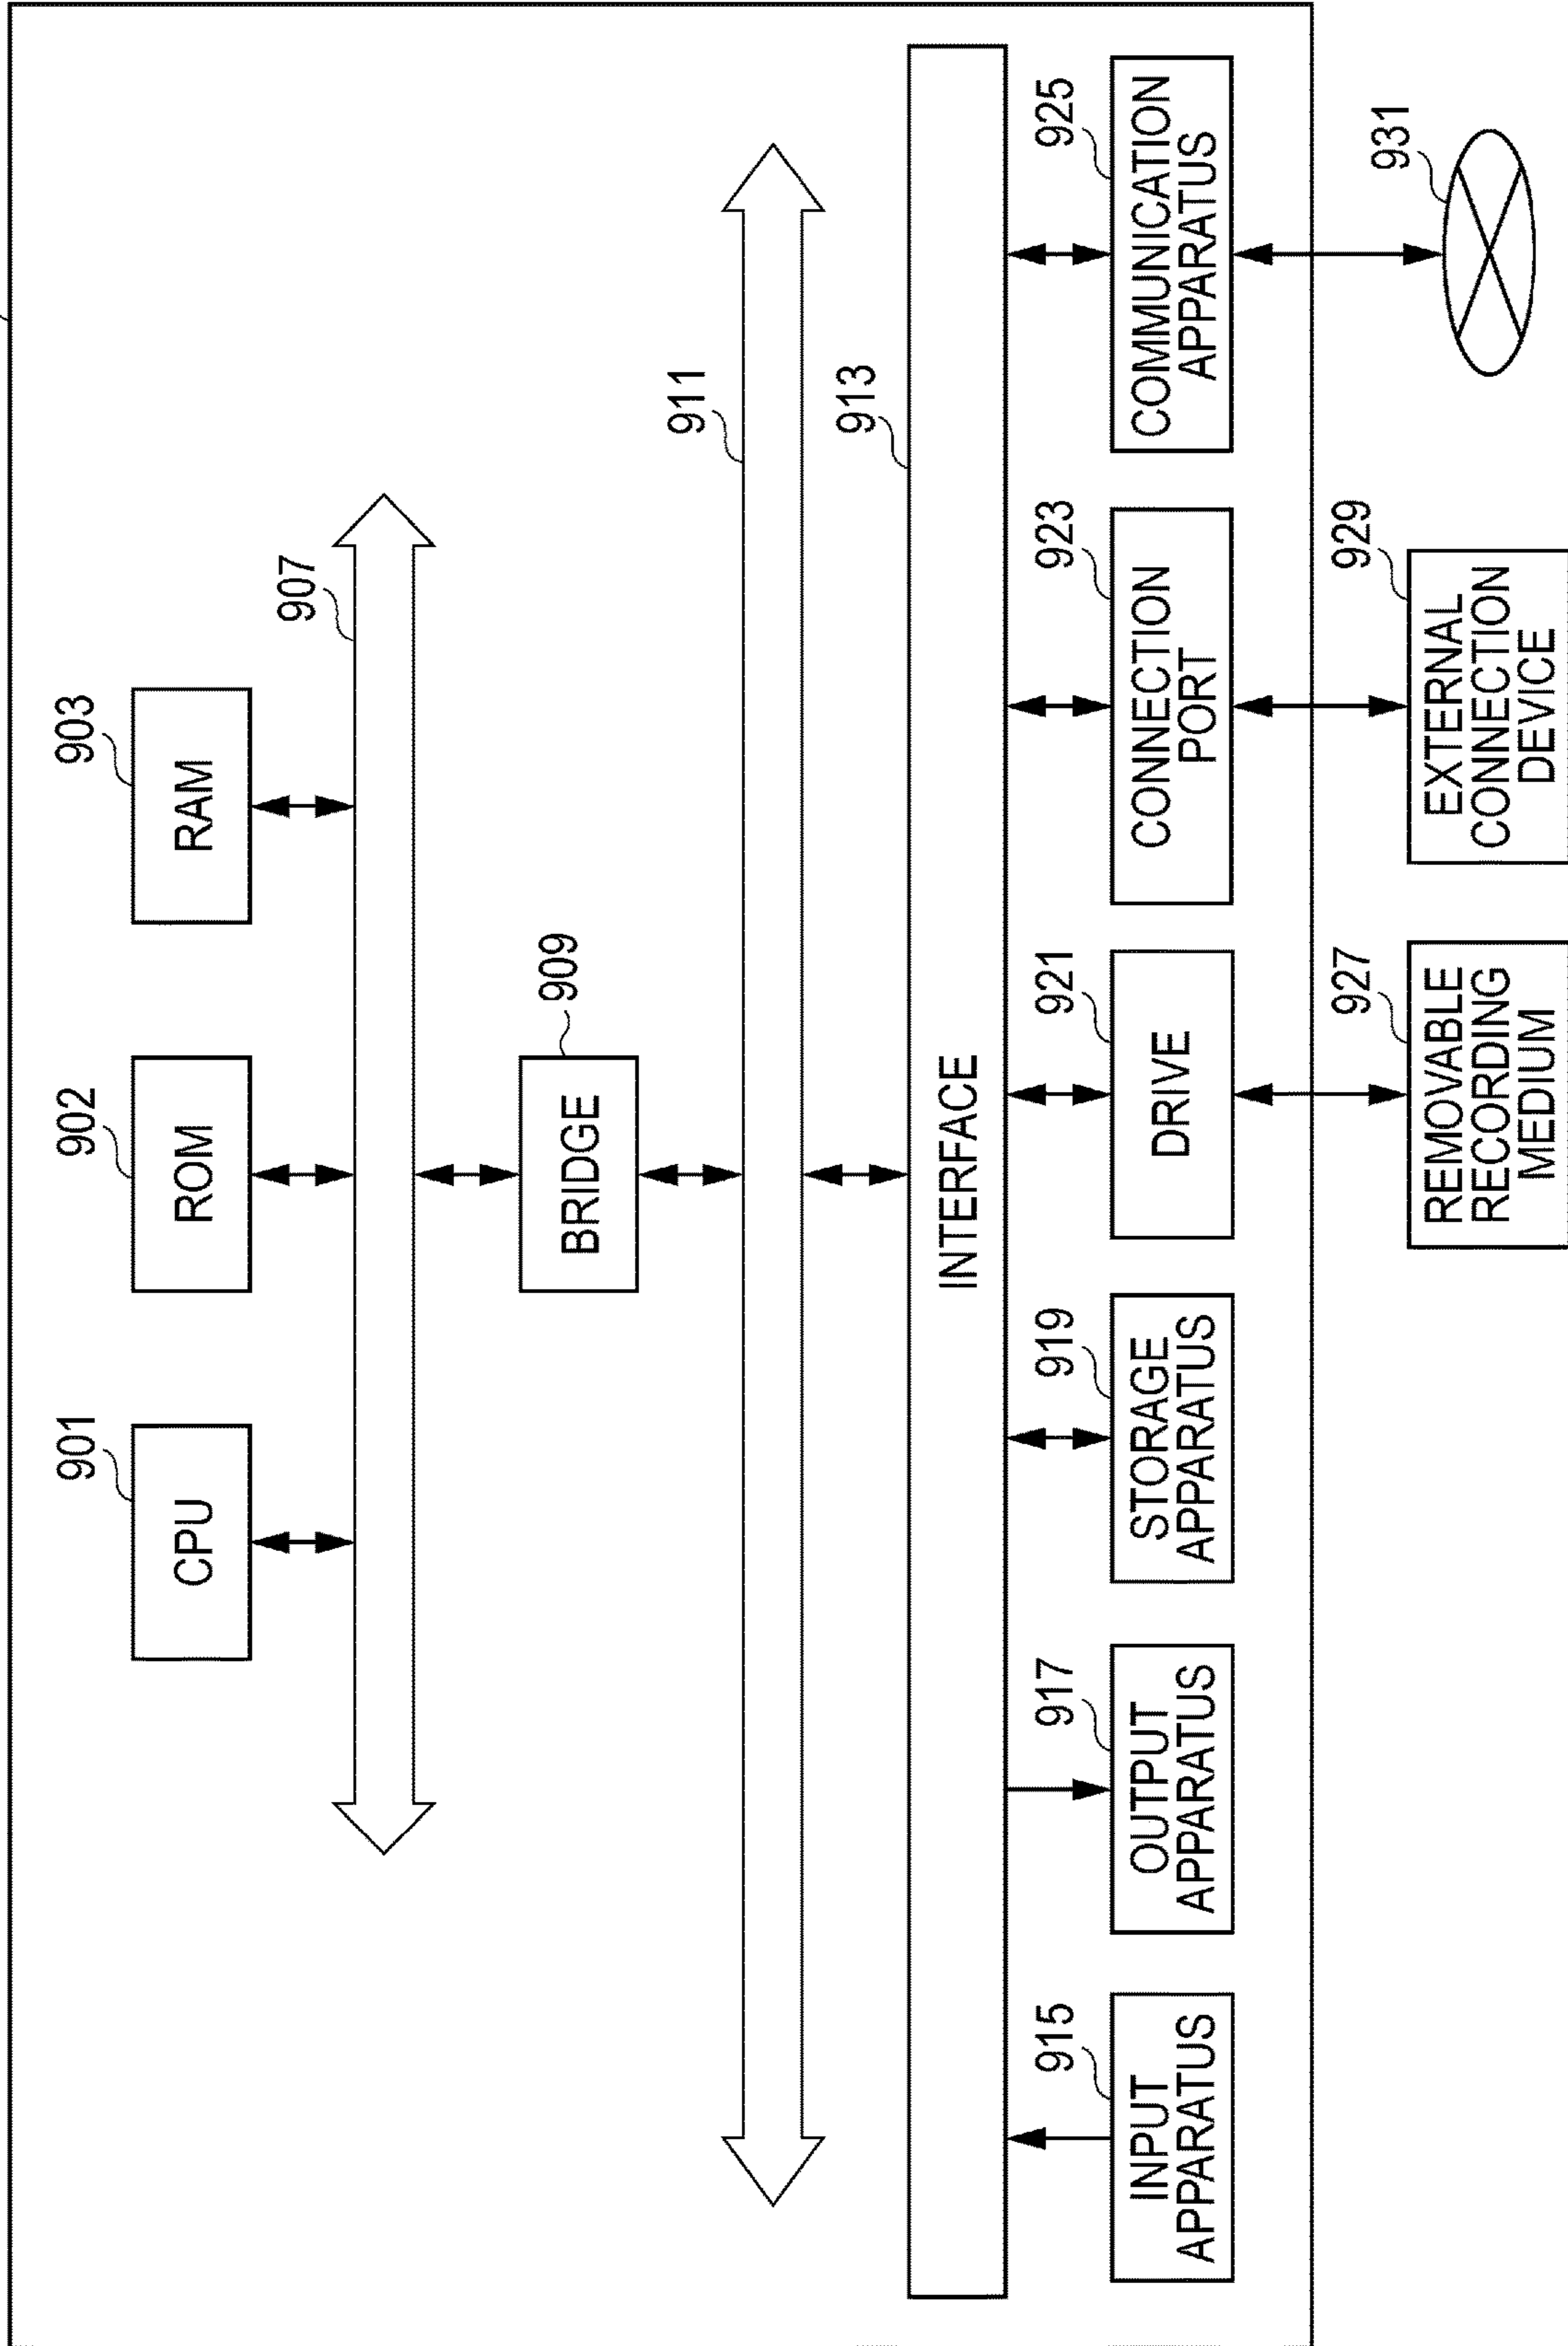 901
CPU
902
ROM
903
RAM
907
909
BRIDGE
911
913
INTERFACE
915
INPUT
APPARATUS
917
OUTPUT
APPARATUS
919
STORAGE
APPARATUS
921
DRIVE
923
CONNECTION
PORT
925
COMMUNICATION
APPARATUS
927
REMOVABLE
RECORDING
MEDIUM
929
EXTERNAL
CONNECTION
DEVICE
931